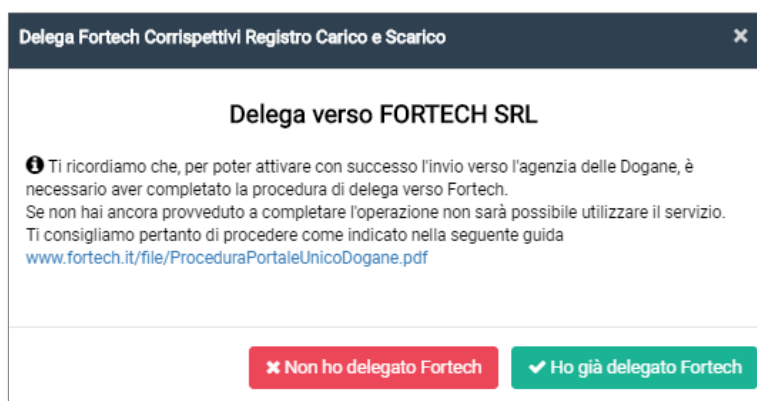 Delega Fortech Corrispettivi Registro Carico e Scarico
Delega verso FORTECH SRL
Ti ricordiamo che, per poter attivare con successo l'invio verso l'agenzia delle Dogane, è
necessario aver completato la procedura di delega verso Fortech.
Se non hai ancora provveduto a completare l'operazione non sarà possibile utilizzare il servizio.
Ti consigliamo pertanto di procedere come indicato nella seguente guida
www.fortech.it/file/ProceduraPortaleUnicoDogane.pdf
Non ho delegato Fortech
Ho già delegato Fortech